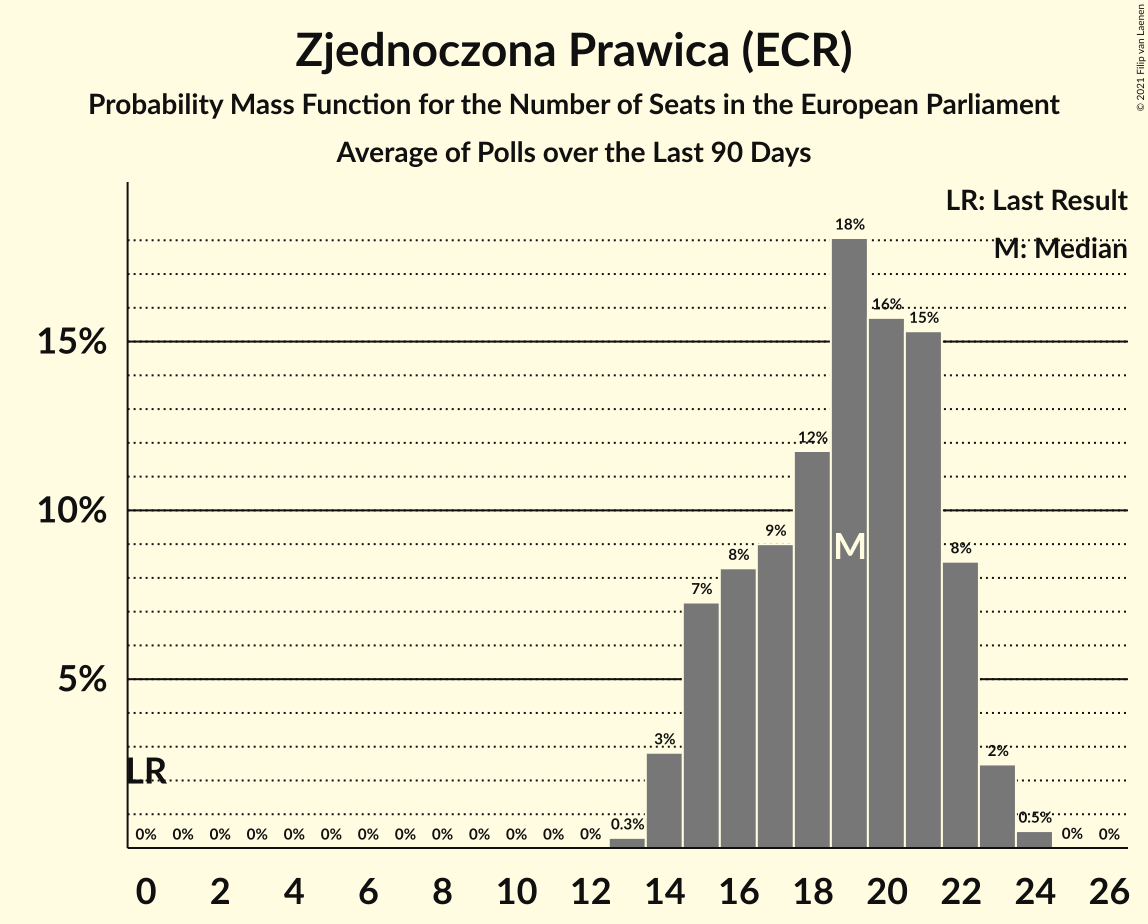 Zjednoczona Prawica (ECR)
Probability Mass Function for the Number of Seats in the European Parliament
Average of Polls over the Last 90 Days
© 2021 Filip van Laenen
LR: Last Result
M: Median
18%
16%
15%
15%
12%
10%
9%
M
8%
8%
7%
5%
3%
2%
LR
0% 0% 0% 0% 0% 0% 0% 0% 0% 0% 0% 0% 0% 0.3% 0.5% 0% 0%
0 2 4 6 8 10 12 14 16 18 20 22 24 26